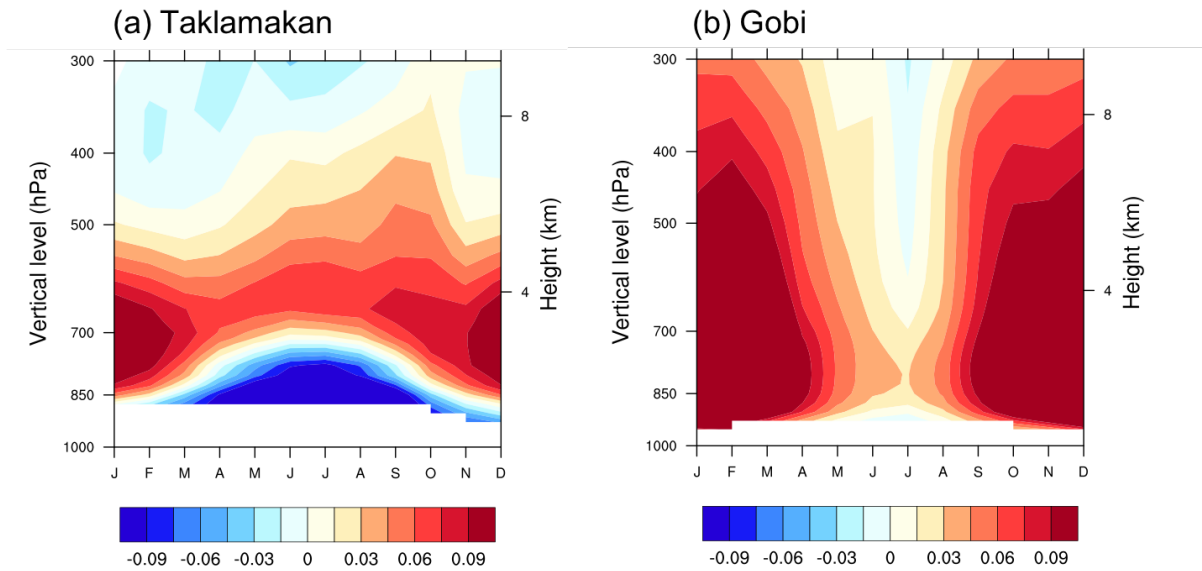 (a) Taklamakan
300
400
500
700
850
1000
Vertical level (hPa)
8
4
Height (km)
J F M A M J J A S O N D
-0.09 -0.06 -0.03 0 0.03 0.06 0.09
(b) Gobi
300
400
500
700
850
1000
Vertical level (hPa)
8
4
Height (km)
J F M A M J J A S O N D
-0.09 -0.06 -0.03 0 0.03 0.06 0.09